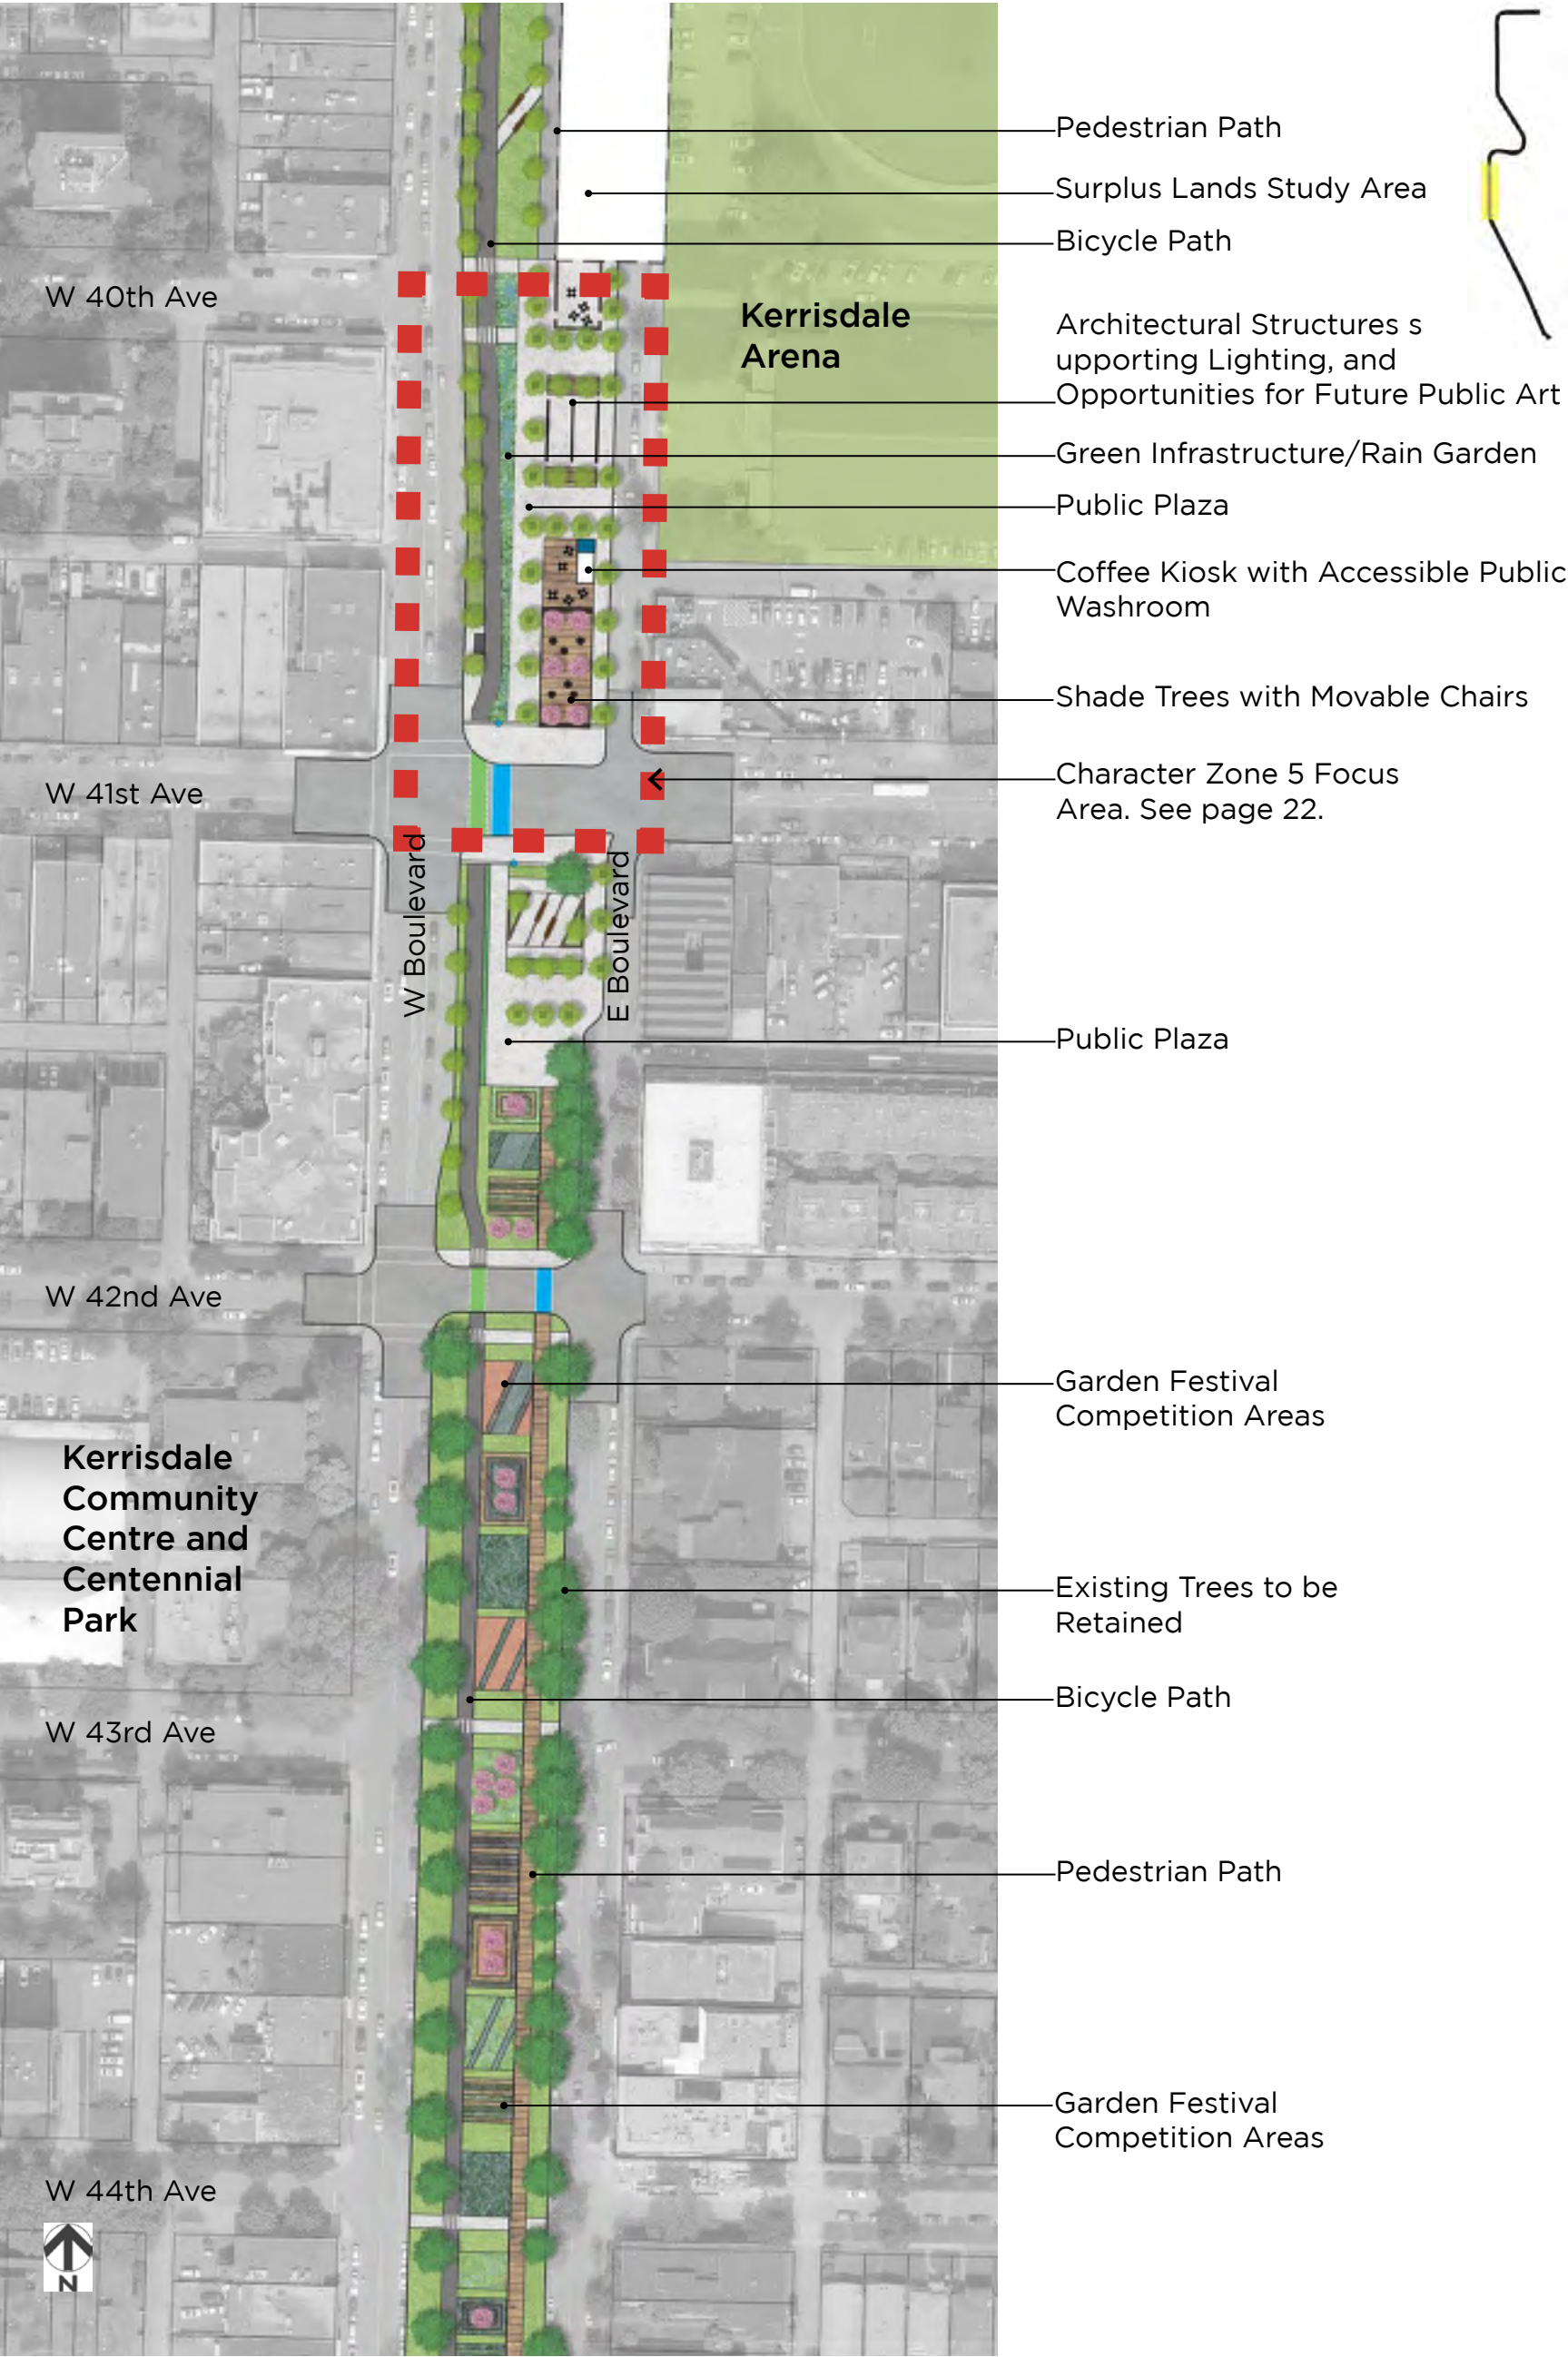 Pedestrian Path
Surplus Lands Study Area
Bicycle Path
W 40th Ave
Kerrisdale
Arena
Architectural Structures s
upporting Lighting, and
Opportunities for Future Public Art
Green Infrastructure/Rain Garden
Public Plaza
Coffee Kiosk with Accessible Public
Washroom
Shade Trees with Movable Chairs
W 41st Ave
Character Zone 5 Focus
Area. See page 22.
W Boulevard
E Boulevard
Public Plaza
W 42nd Ave
Garden Festival
Competition Areas
Kerrisdale
Community
Centre and
Centennial
Park
Existing Trees to be
Retained
Bicycle Path
W 43rd Ave
Pedestrian Path
Garden Festival
Competition Areas
W 44th Ave
N